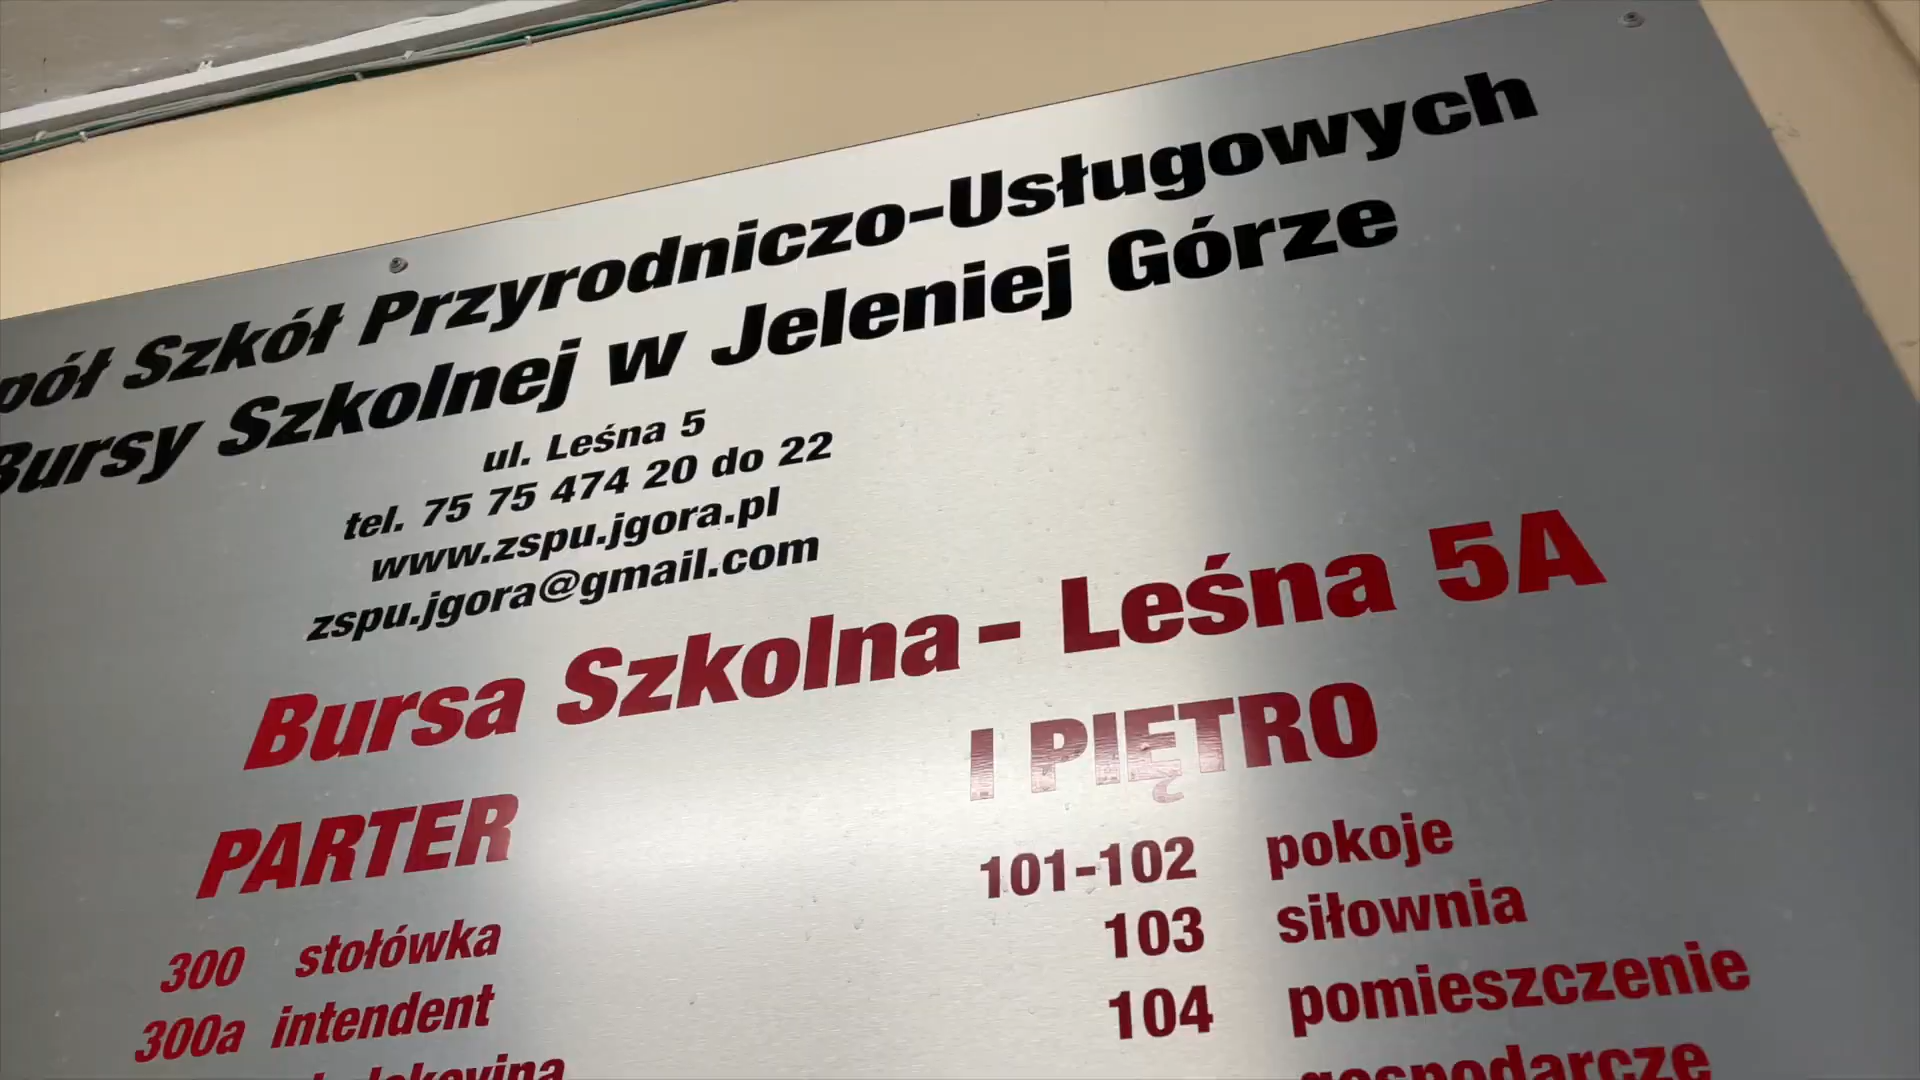 pół Szkół Przyrodniczo-Usługowych
Bursy Szkolnej w Jeleniej Górze
ul. Leśna 5
tel. 75 75 474 20 do 22
www.zspu.jgora.pl
zspu.jgora@gmail.com
Bursa Szkolna - Leśna 5A
PARTER
300 stołówka
300a intendent
I PIĘTRO
101-102 pokoje
103 siłownia
104 pomieszczenie
gospodarcze